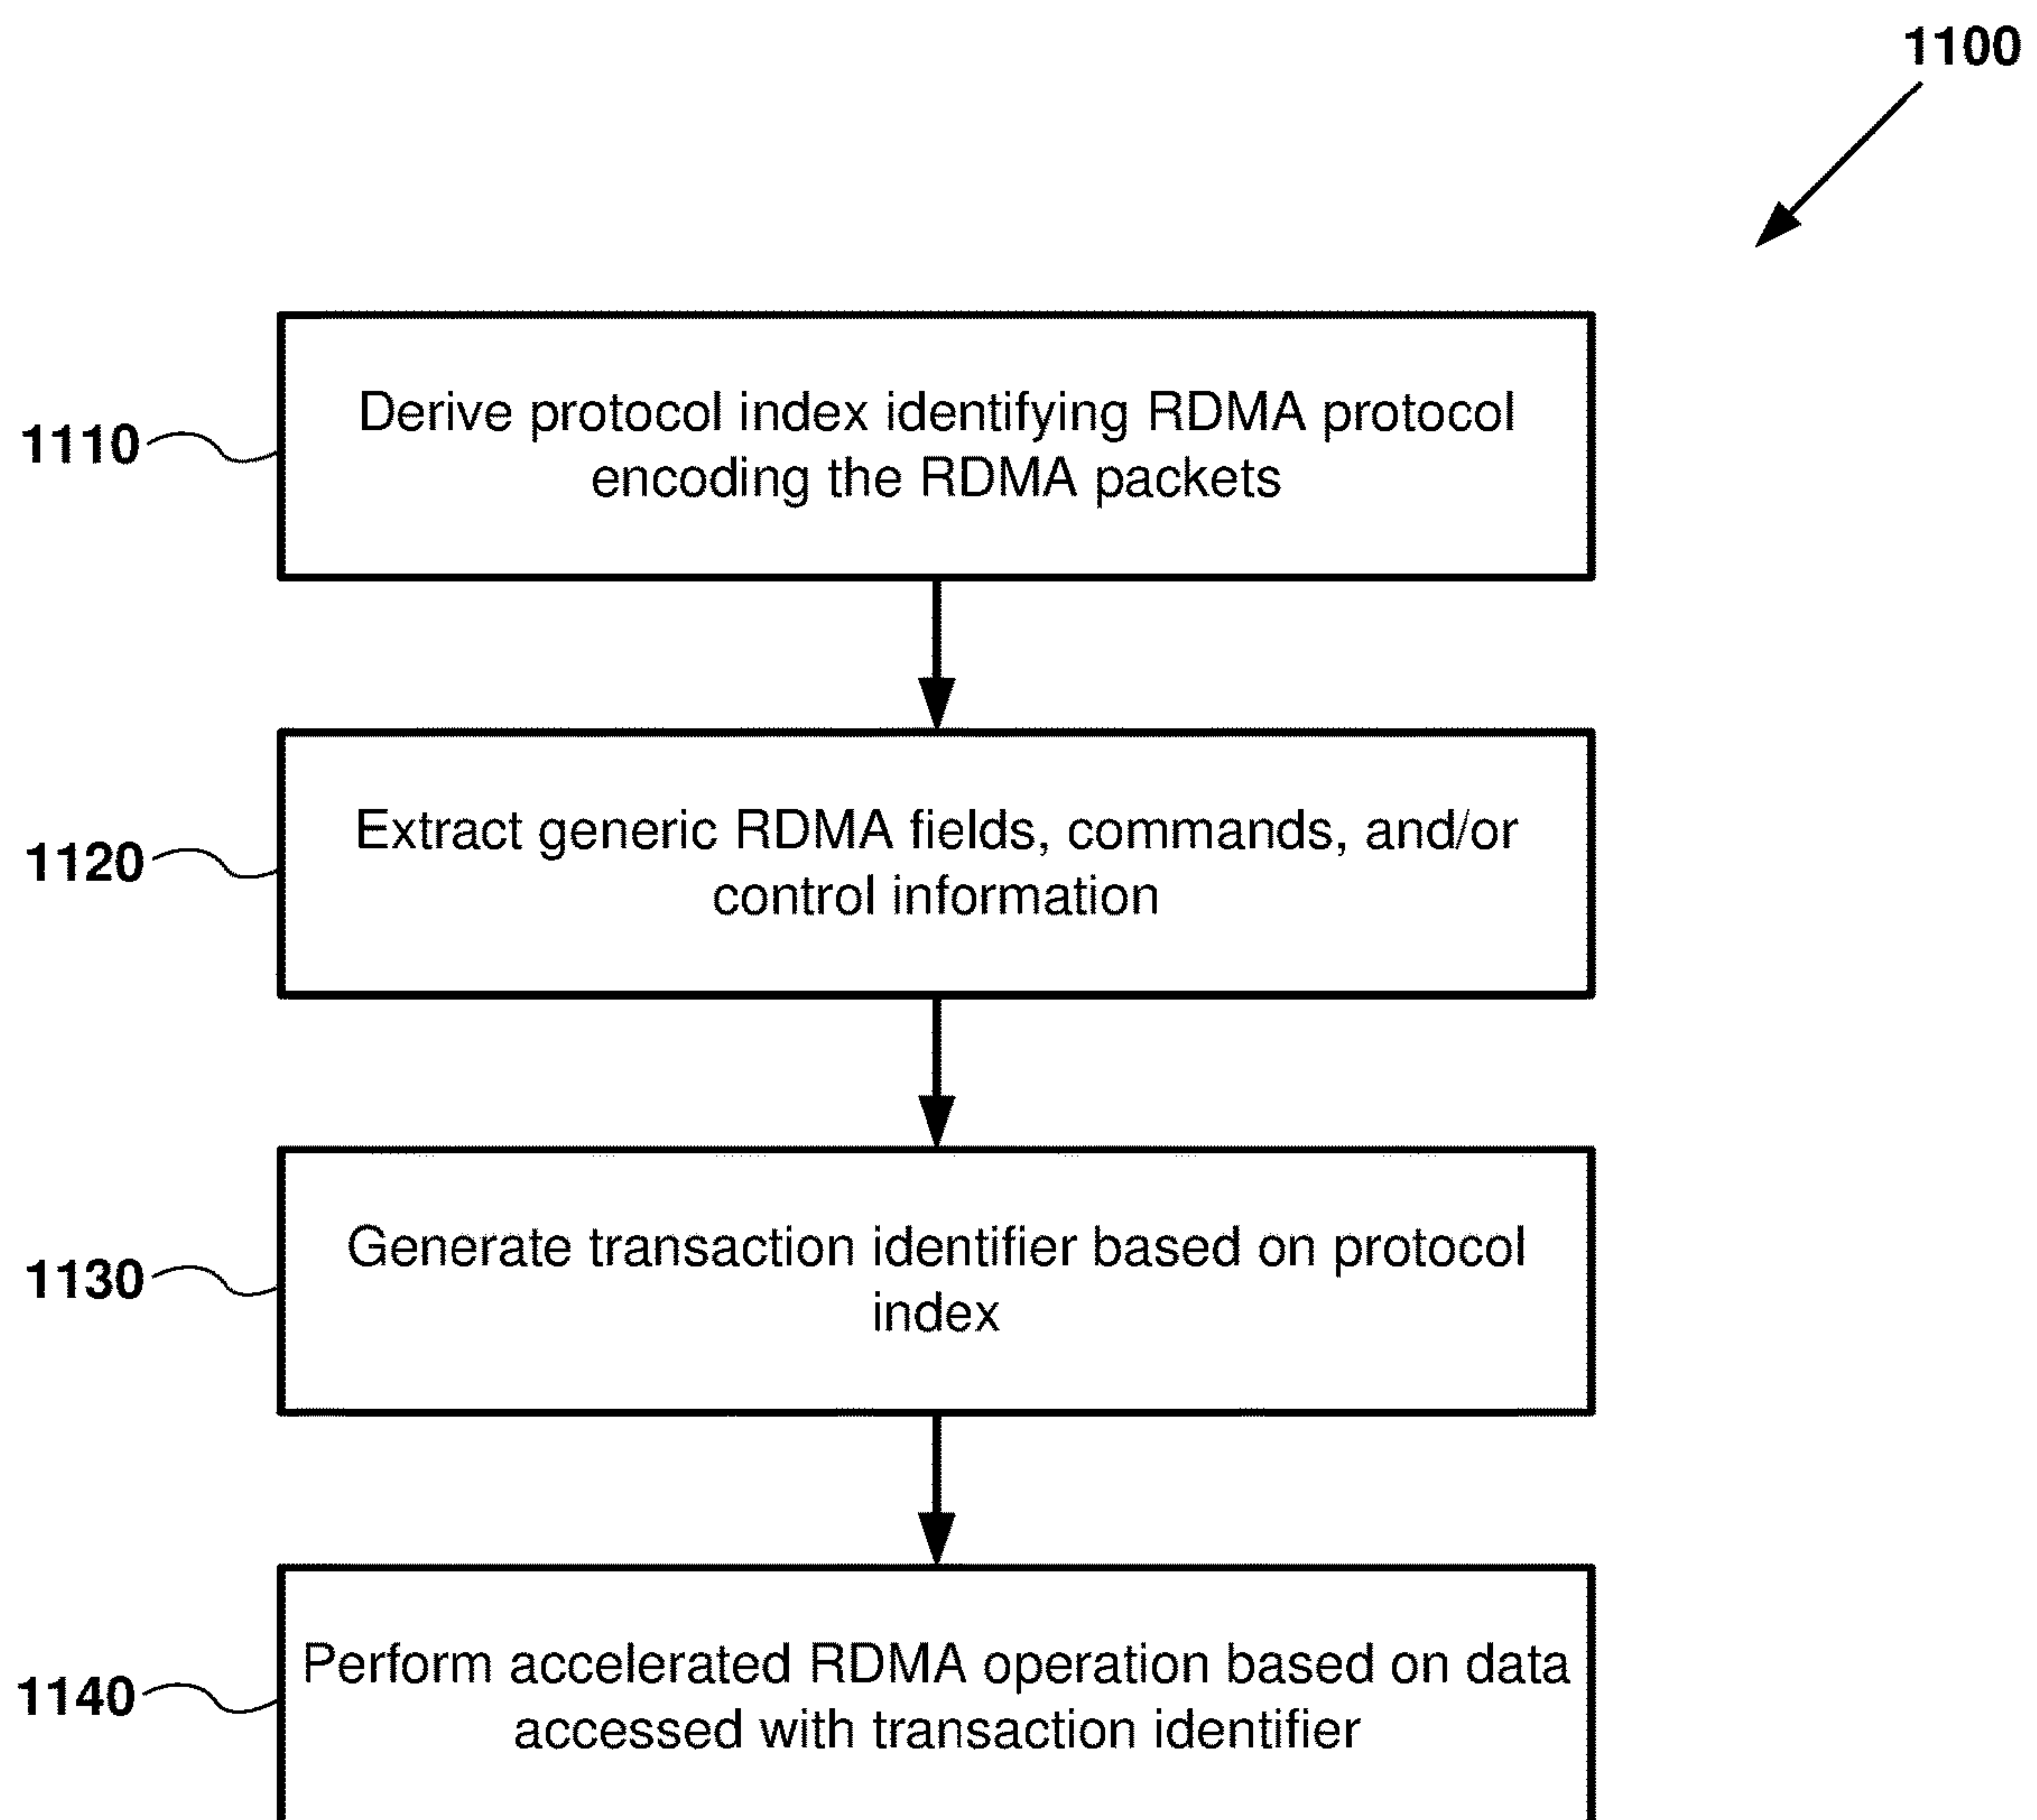 1100
1110
Derive protocol index identifying RDMA protocol
encoding the RDMA packets
1120
Extract generic RDMA fields, commands, and/or
control information
1130
Generate transaction identifier based on protocol
index
1140
Perform accelerated RDMA operation based on data
accessed with transaction identifier